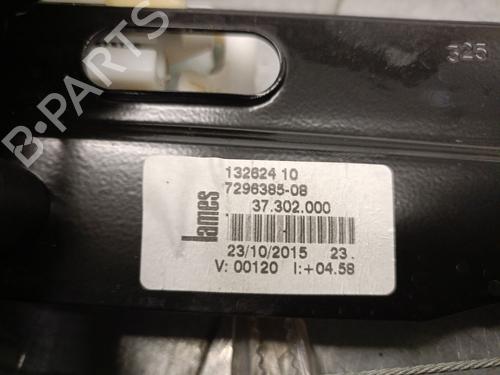 325
132624 10
7296385-08
37.302.000
lames
23/10/2015 23.
V: 00120 I:+04.58
B-PARTS